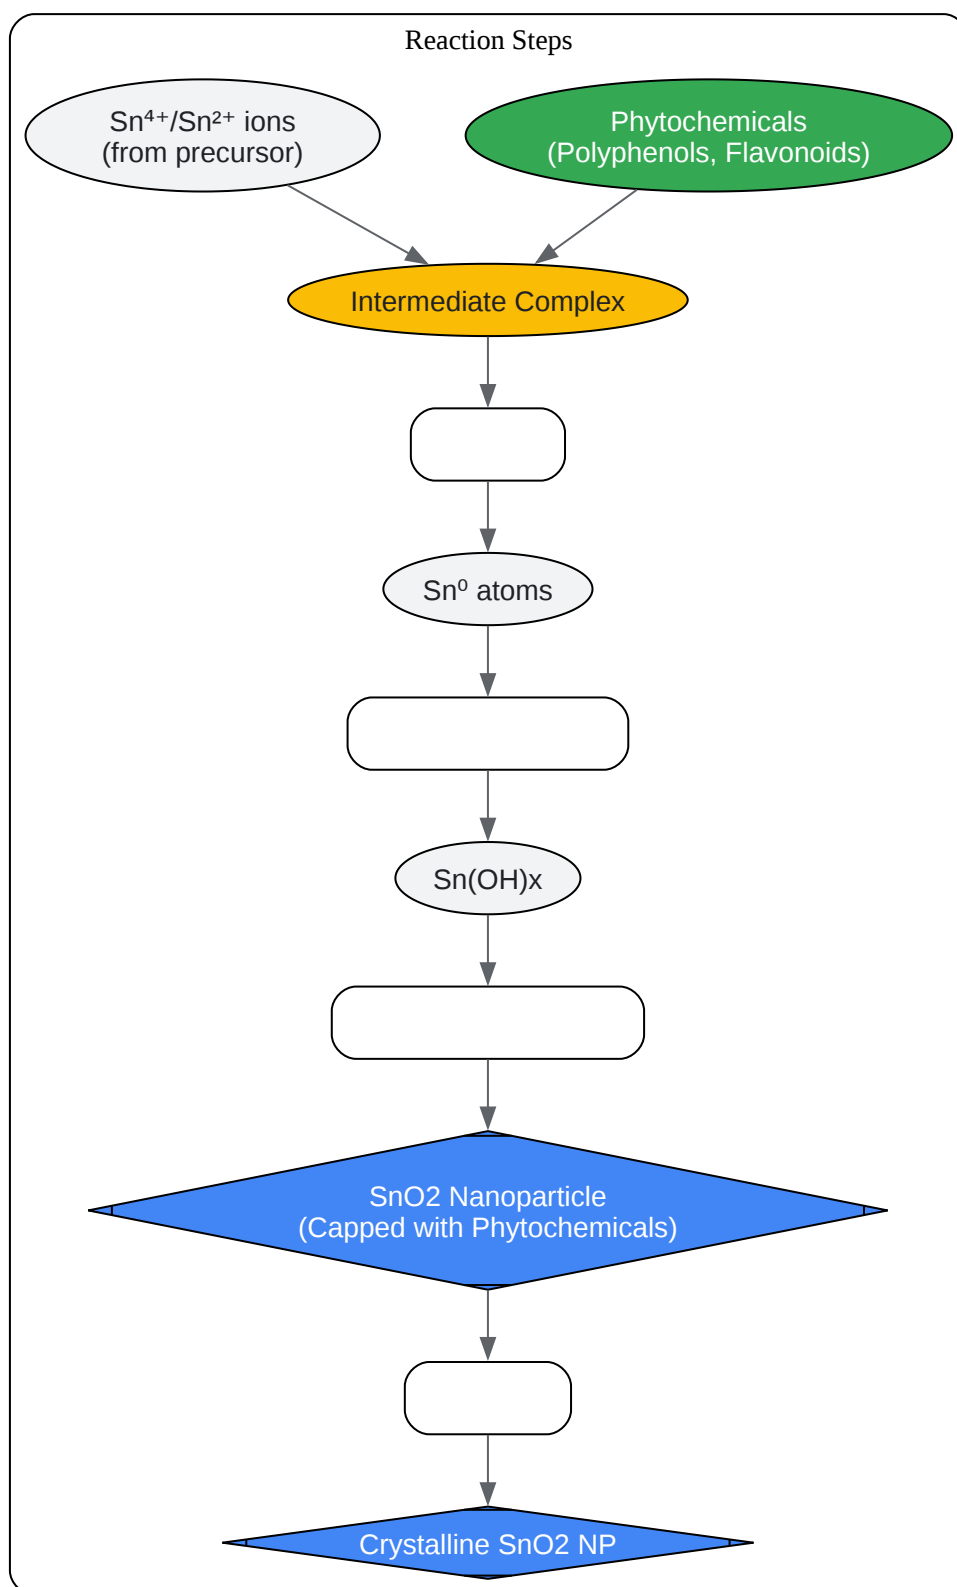 Reaction Steps
Sn⁴⁺/Sn²⁺ ions
(from precursor)
Phytochemicals
(Polyphenols, Flavonoids)
Intermediate Complex
Sn⁰ atoms
Sn(OH)x
SnO2 Nanoparticle
(Capped with Phytochemicals)
Crystalline SnO2 NP